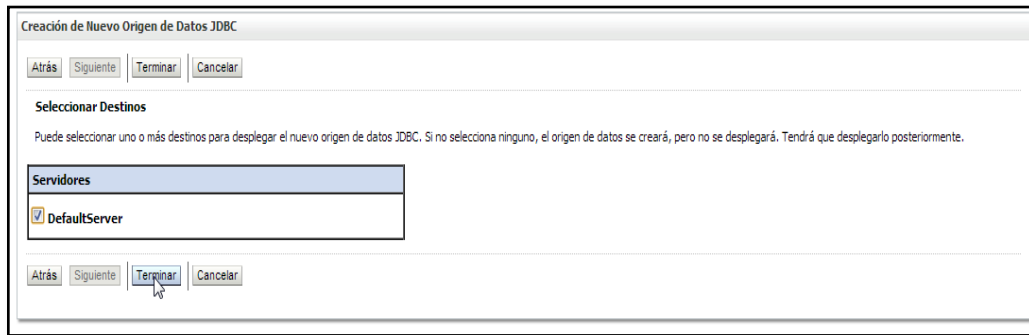 Creación de Nuevo Origen de Datos JDBC
Atrás Siguiente Terminar Cancelar
Seleccionar Destinos
Puede seleccionar uno o más destinos para desplegar el nuevo origen de datos JDBC. Si no selecciona ninguno, el origen de datos se creará, pero no se desplegará. Tendrá que desplegarlo posteriormente.
Servidores
DefaultServer
Atrás Siguiente Terminar Cancelar